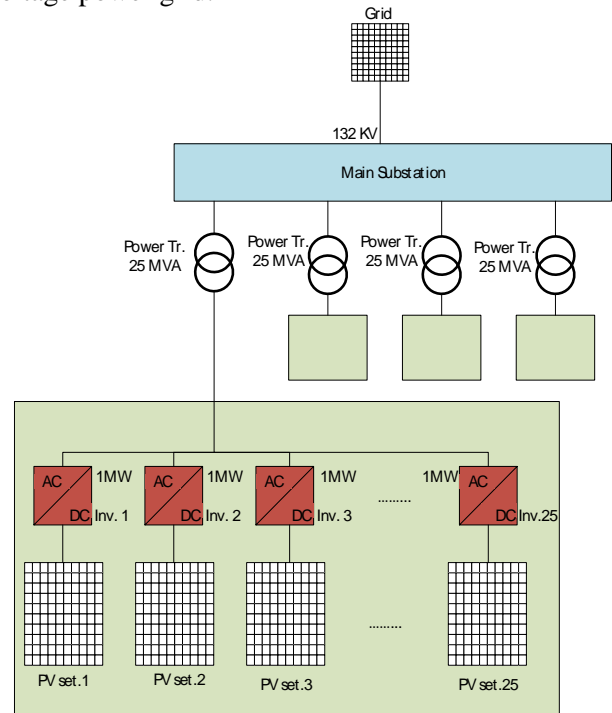 Grid
132 KV
Main Substation
Power Tr.
25 MVA
Power Tr.
25 MVA
Power Tr.
25 MVA
Power Tr.
25 MVA
AC
DC
1MW
Inv. 1
AC
DC
1MW
Inv. 2
AC
DC
1MW
Inv. 3
.........
1MW
AC
DC
Inv.25
PV set.1
PV set.2
PV set.3
.........
PV set.25